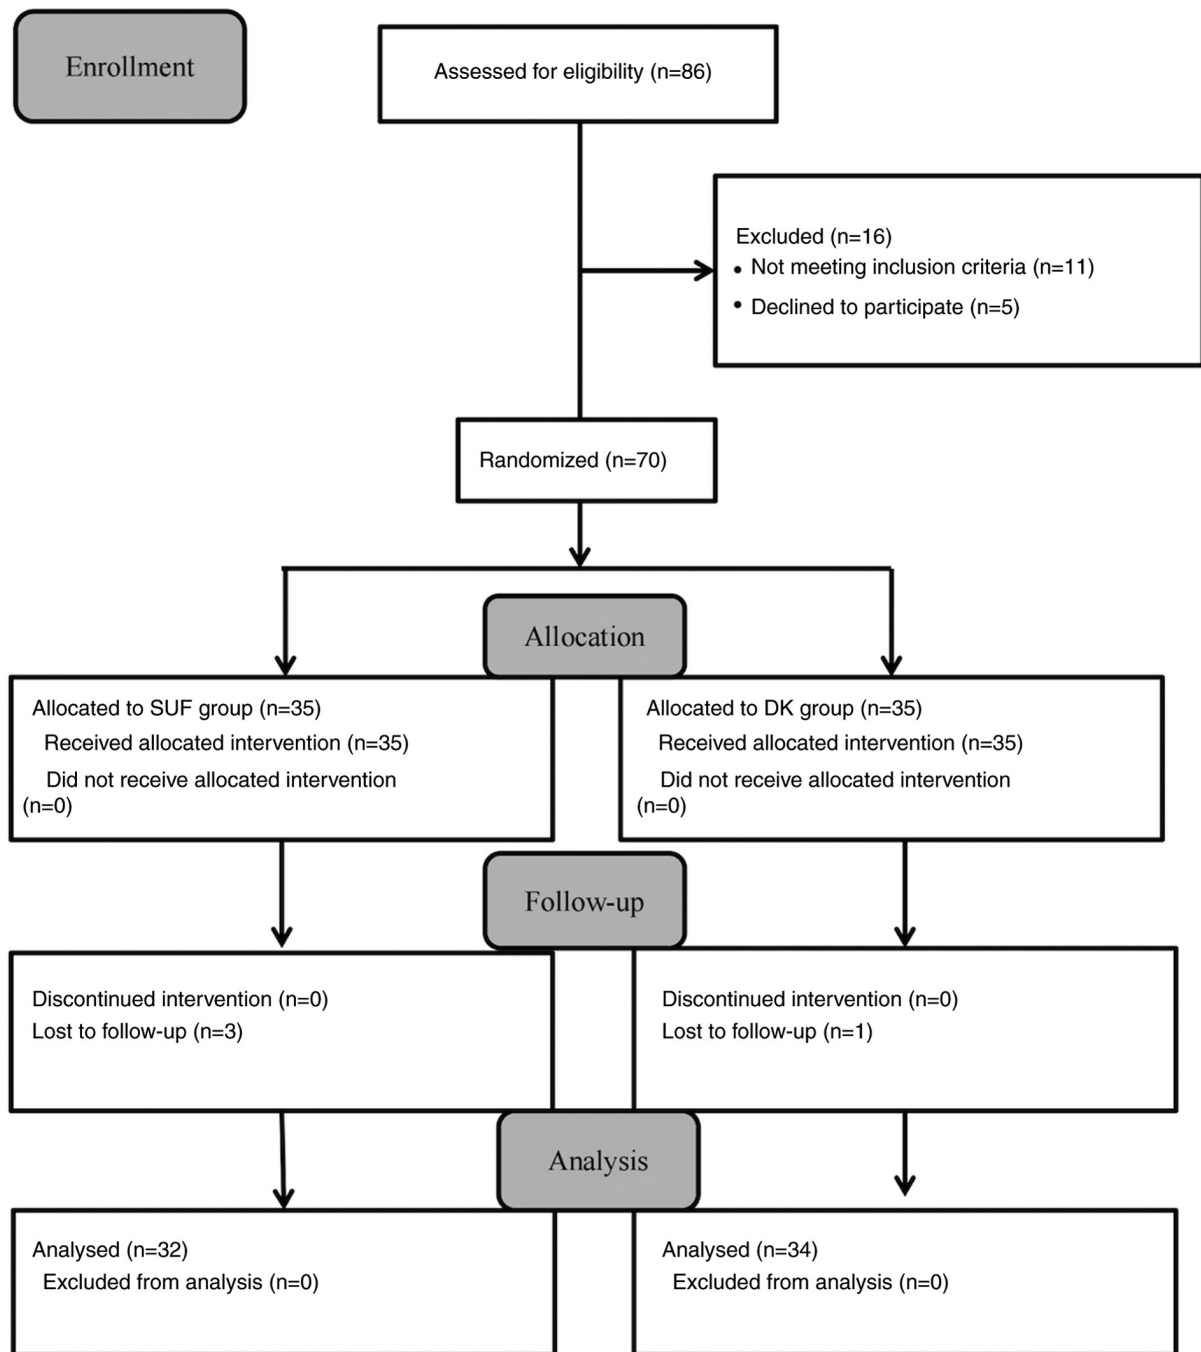 Enrollment
Assessed for eligibility (n=86)
Excluded (n=16)
• Not meeting inclusion criteria (n=11)
• Declined to participate (n=5)
Randomized (n=70)
Allocation
Allocated to SUF group (n=35)
Received allocated intervention (n=35)
Did not receive allocated intervention
(n=0)
Allocated to DK group (n=35)
Received allocated intervention (n=35)
Did not receive allocated intervention
(n=0)
Follow-up
Discontinued intervention (n=0)
Lost to follow-up (n=3)
Discontinued intervention (n=0)
Lost to follow-up (n=1)
Analysis
Analysed (n=32)
Excluded from analysis (n=0)
Analysed (n=34)
Excluded from analysis (n=0)